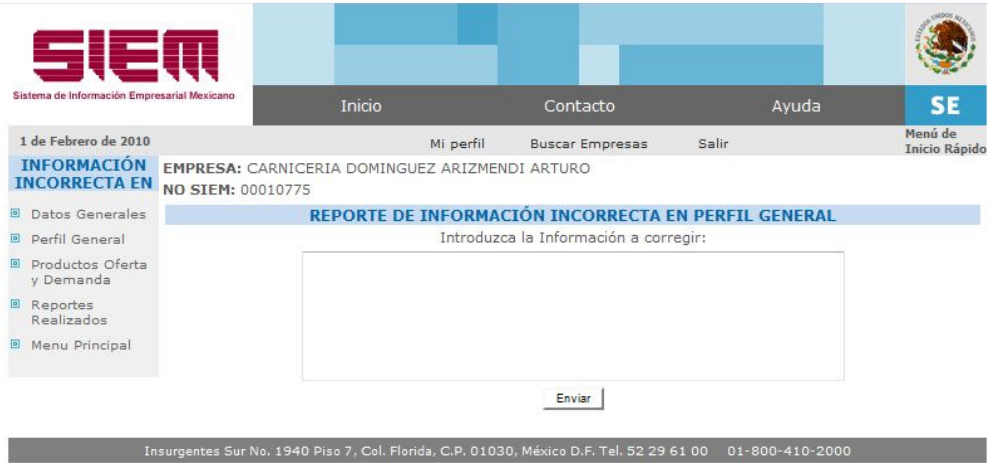 SIEM
Sistema de Información Empresarial Mexicano
ESTADOS UNIDOS MEXICANOS
Inicio Contacto Ayuda SE
1 de Febrero de 2010 Mi perfil Buscar Empresas Salir Menú de
Inicio Rápido
INFORMACIÓN
INCORRECTA EN
EMPRESA: CARNICERIA DOMINGUEZ ARIZMENDI ARTURO
NO SIEM: 00010775
Datos Generales
Perfil General
Productos Oferta
y Demanda
Reportes
Realizados
Menu Principal
REPORTE DE INFORMACIÓN INCORRECTA EN PERFIL GENERAL
Introduzca la Información a corregir:
Enviar
Insurgentes Sur No. 1940 Piso 7, Col. Florida, C.P. 01030, México D.F. Tel. 52 29 61 00 01-800-410-2000